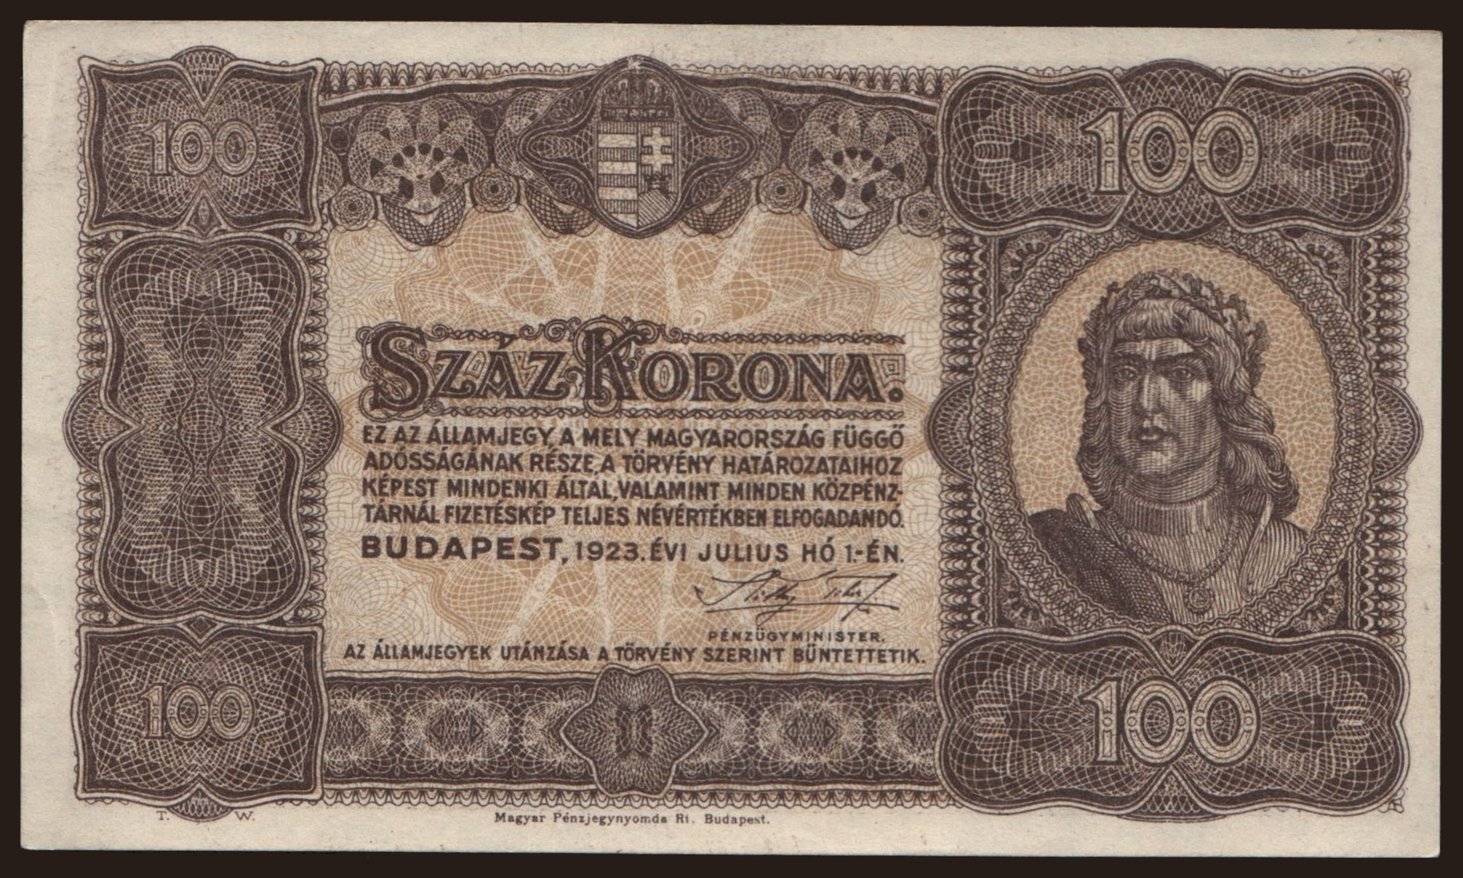 100
100
SZÁZ KORONA.
EZ AZ ÁLLAMJEGY, A MELY MAGYARORSZÁG FÜGGŐ
ADÓSSÁGÁNAK RÉSZE, A TÖRVÉNY HATÁROZATAIHOZ
KÉPEST MINDENKI ÁLTAL, VALAMINT MINDEN KÖZPÉNZ-
TÁRNÁL FIZETÉSKÉP TELJES NÉVÉRTÉKBEN ELFOGADANDÓ.
BUDAPEST, 1923. ÉVI JULIUS HÓ 1-ÉN.
PÉNZÜGYMINISTER.
AZ ÁLLAMJEGYEK UTÁNZÁSA A TÖRVÉNY SZERINT BÜNTETTETIK.
100
100
T. W.
Magyar Pénzjegynyomda Rt. Budapest.